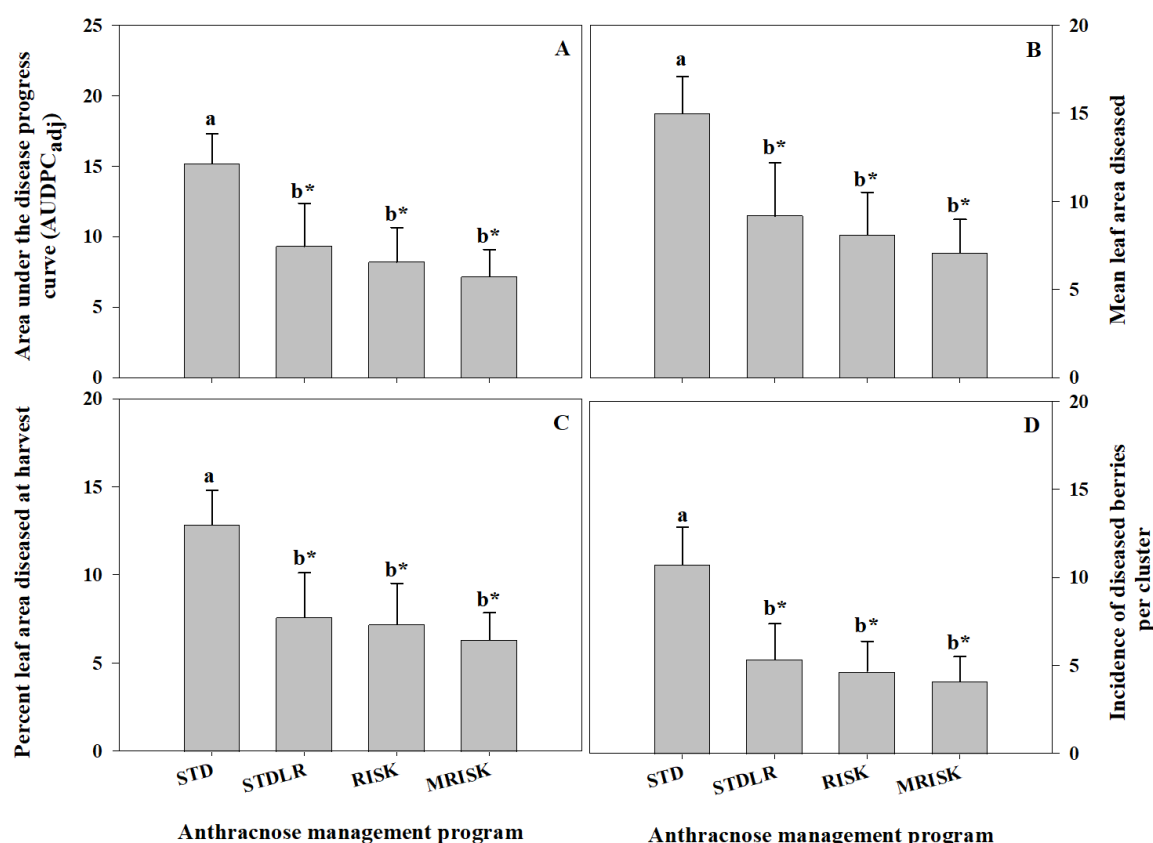 Area under the disease progress
curve (AUDPCadj)
25
20
15
10
5
0
A
a
b*
b*
b*
B
a
b*
b*
b*
20
15
10
5
0
Mean leaf area diseased
Percent leaf area diseased at harvest
20
15
10
5
0
C
a
b*
b*
b*
STD
STDLR
RISK
MRISK
Anthracnose management program
D
a
b*
b*
b*
20
15
10
5
0
Incidence of diseased berries
per cluster
STD
STDLR
RISK
MRISK
Anthracnose management program